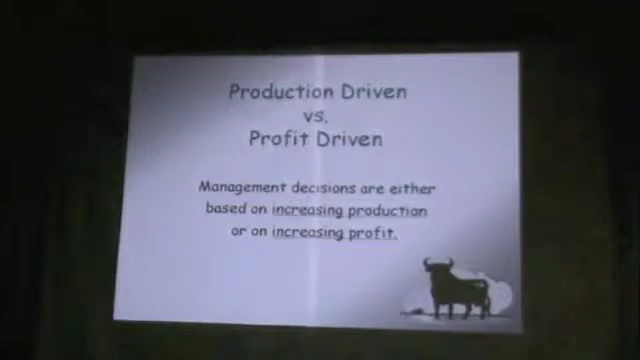 Production Driven
vs.
Profit Driven
Management decisions are either
based on increasing production
or on increasing profit.